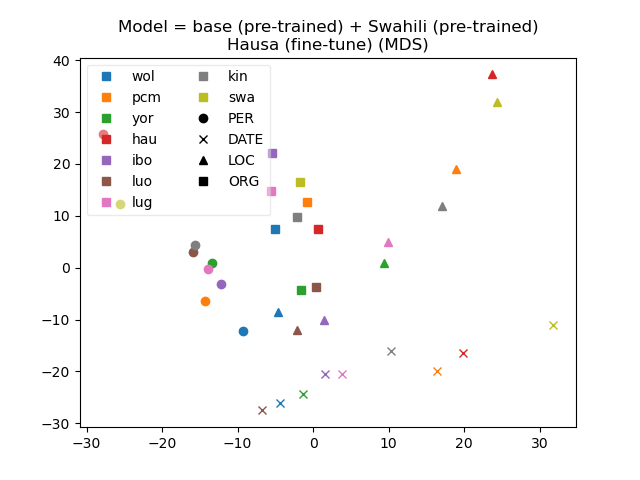 Model = base (pre-trained) + Swahili (pre-trained)
Hausa (fine-tune) (MDS)
40
30
20
10
0
−10
−20
−30
wol
pcm
yor
hau
ibo
luo
lug
kin
swa
PER
DATE
LOC
ORG
−30
−20
−10
0
10
20
30